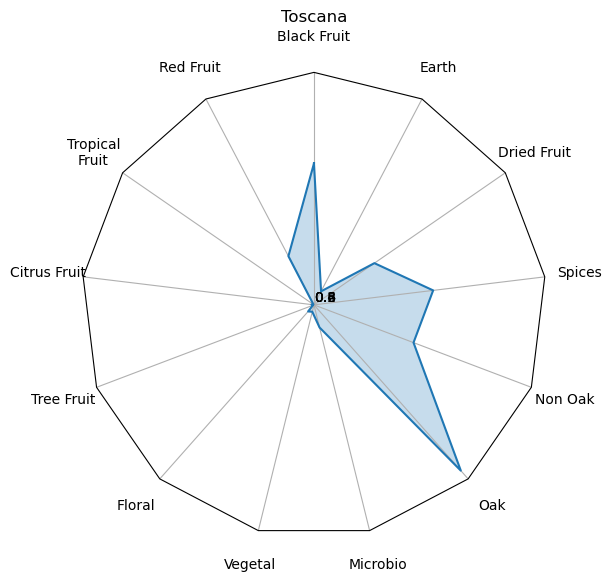 Toscana
Black Fruit
Red Fruit
Earth
Tropical
Fruit
Dried Fruit
Citrus Fruit
Spices
Tree Fruit
Non Oak
Floral
Oak
Vegetal
Microbio